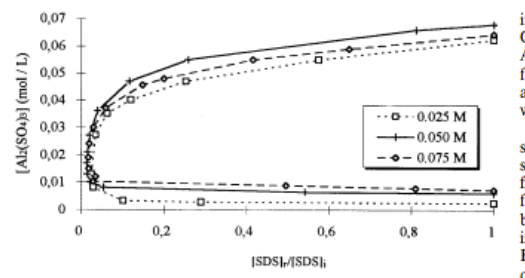 0,07
0,06
0,05
0,04
0,03
0,02
0,01
0
[Al₂(SO₄)₃] (mol / L)
0.025 M
0.050 M
0.075 M
0 0,2 0,4 0,6 0,8 1
[SDS]r/[SDS]i